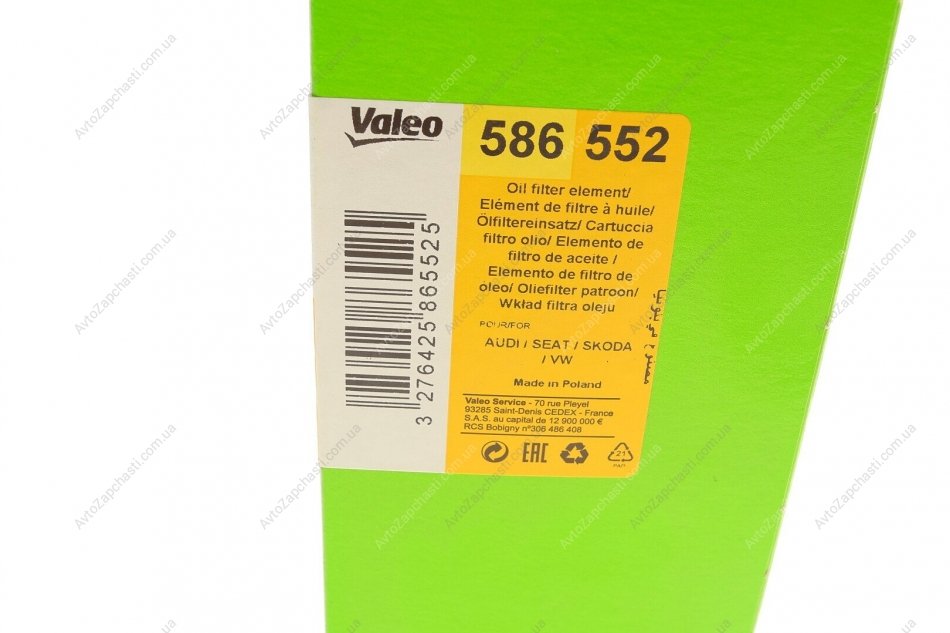 Valeo
586 552
Oil filter element/
Elément de filtre à huile/
Ölfiltereinsatz/ Cartuccia
filtro olio/ Elemento de
filtro de aceite /
Elemento de filtro de
oleo/ Oliefilter patroon/
Wkład filtra oleju
POUR/FOR
AUDI / SEAT / SKODA
/ VW
Made in Poland
Valeo Service - 70 rue Pleyel
93285 Saint-Denis CEDEX - France
S.A.S. au capital de 12 900 000 €
RCS Bobigny n°306 486 408
EAC
21
PAP
3 276425 865525
AvtoZapchasti.com.ua